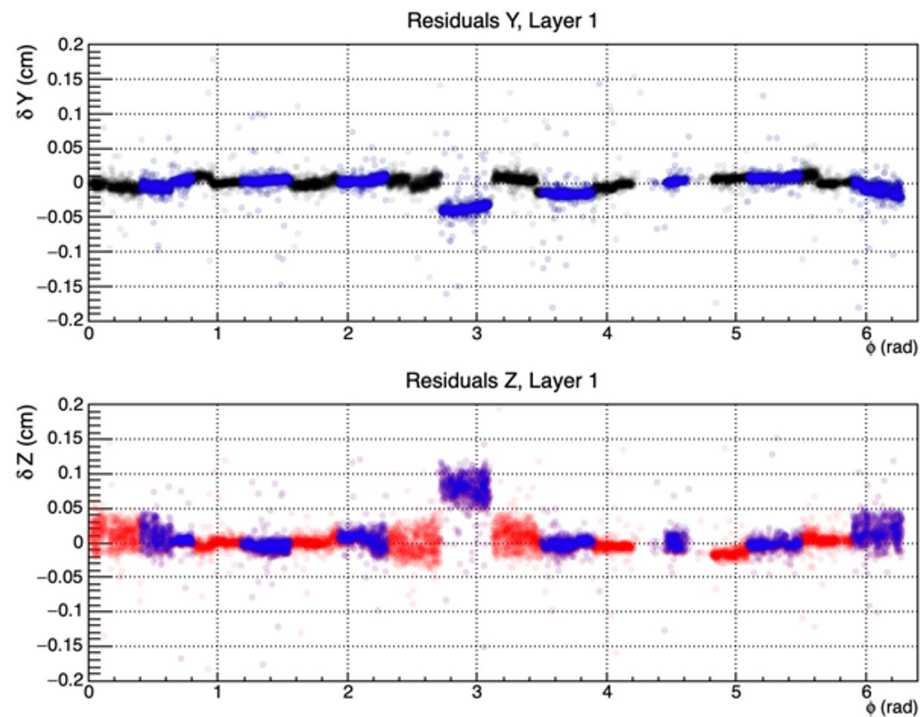 Residuals Y, Layer 1
δ Y (cm)
0.2
0.15
0.1
0.05
0
−0.05
−0.1
−0.15
−0.2
0 1 2 3 4 5 6
ϕ (rad)
Residuals Z, Layer 1
δ Z (cm)
0.2
0.15
0.1
0.05
0
−0.05
−0.1
−0.15
−0.2
0 1 2 3 4 5 6
ϕ (rad)